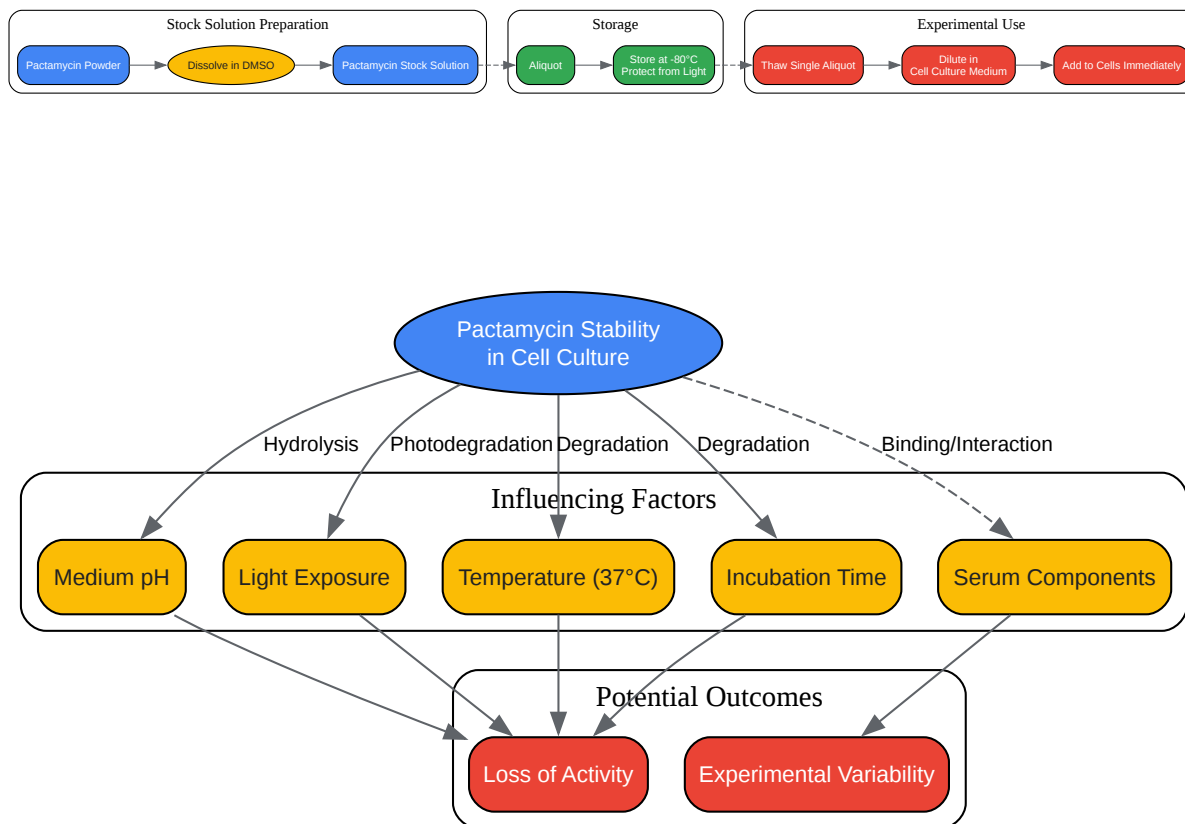 Stock Solution Preparation
Storage
Experimental Use
Pactamycin Powder
Dissolve in DMSO
Pactamycin Stock Solution
Aliquot
Store at -80°C
Protect from Light
Thaw Single Aliquot
Dilute in
Cell Culture Medium
Add to Cells Immediately
Pactamycin Stability
in Cell Culture
Hydrolysis
Photodegradation
Degradation
Degradation
Binding/Interaction
Influencing Factors
Medium pH
Light Exposure
Temperature (37°C)
Incubation Time
Serum Components
Potential Outcomes
Loss of Activity
Experimental Variability